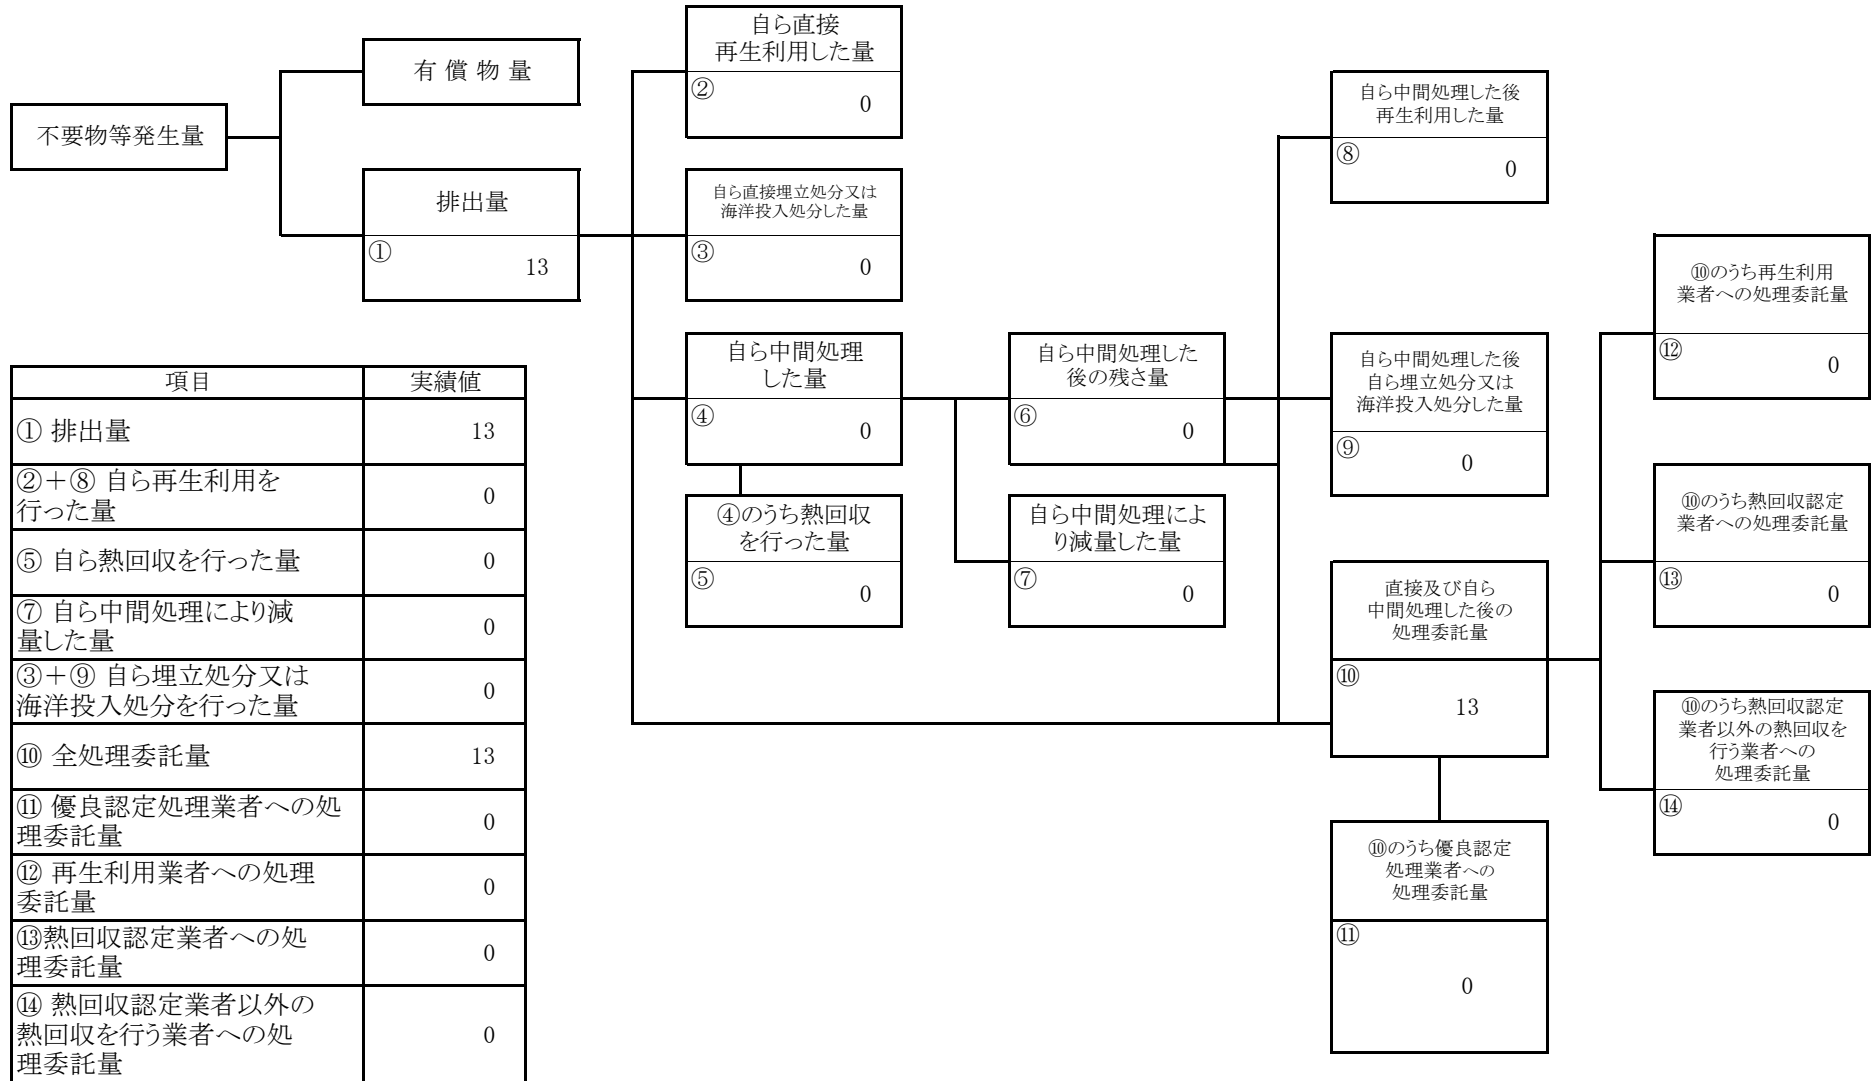 自ら直接
再生利用した量
②
0
有 償 物 量
不要物等発生量
排出量
①
13
自ら直接埋立処分又は
海洋投入処分した量
③
0
自ら中間処理
した量
④
0
④のうち熱回収
を行った量
⑤
0
自ら中間処理した
後の残さ量
⑥
0
自ら中間処理によ
り減量した量
⑦
0
自ら中間処理した後
再生利用した量
⑧
0
自ら中間処理した後
自ら埋立処分又は
海洋投入処分した量
⑨
0
直接及び自ら
中間処理した後の
処理委託量
⑩
13
⑩のうち優良認定
処理業者への
処理委託量
⑪
0
⑩のうち再生利用
業者への処理委託量
⑫
0
⑩のうち熱回収認定
業者への処理委託量
⑬
0
⑩のうち熱回収認定
業者以外の熱回収を
行う業者への
処理委託量
⑭
0
項目 実績値
① 排出量 13
②＋⑧ 自ら再生利用を
行った量
0
⑤ 自ら熱回収を行った量 0
⑦ 自ら中間処理により減
量した量
0
③＋⑨ 自ら埋立処分又は
海洋投入処分を行った量
0
⑩ 全処理委託量 13
⑪ 優良認定処理業者への処
理委託量
0
⑫ 再生利用業者への処理
委託量
0
⑬熱回収認定業者への処
理委託量
0
⑭ 熱回収認定業者以外の
熱回収を行う業者への処
理委託量
0